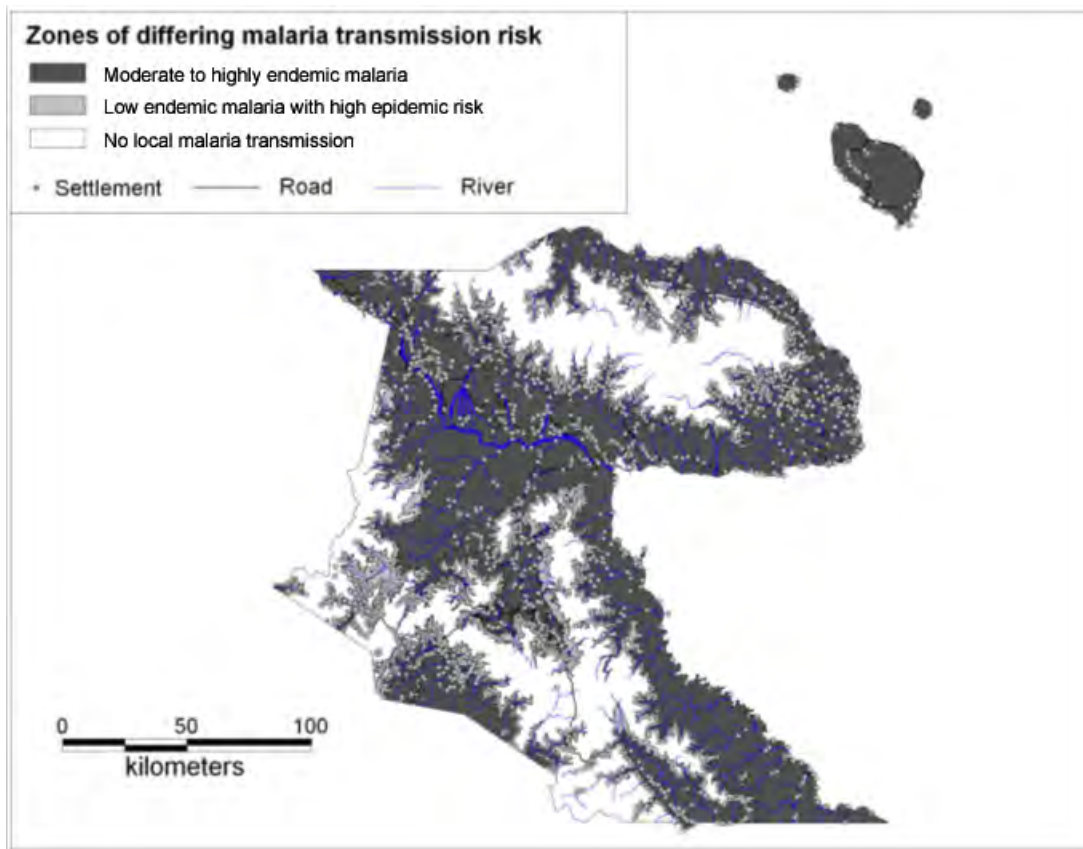 Zones of differing malaria transmission risk
Moderate to highly endemic malaria
Low endemic malaria with high epidemic risk
No local malaria transmission
Settlement Road River
0 50 100
kilometers